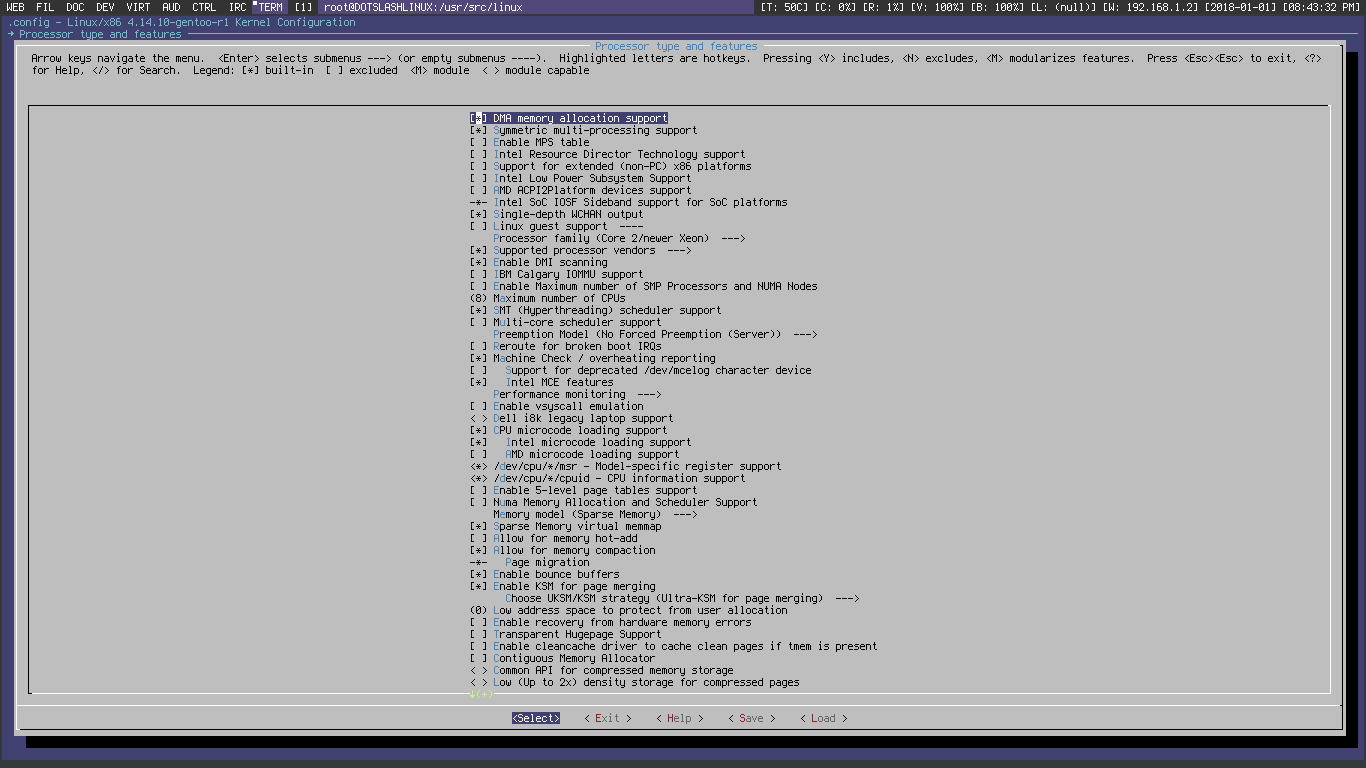 WEB FIL DOC DEV VIRT AUD CTRL IRC TERM [1] root@DOTSLASHLINUX:/usr/src/linux [T: 50C] [C: 0%] [R: 1%] [V: 100%] [B: 100%] [L: (null)] [W: 192.168.1.2] [2018-01-01] [08:43:32 PM]
.config - Linux/x86 4.14.10-gentoo-r1 Kernel Configuration
→ Processor type and features
Processor type and features
Arrow keys navigate the menu. <Enter> selects submenus ---> (or empty submenus ----). Highlighted letters are hotkeys. Pressing <Y> includes, <N> excludes, <M> modularizes features. Press <Esc><Esc> to exit, <?>
for Help, </> for Search. Legend: [*] built-in [ ] excluded <M> module < > module capable
[*] DMA memory allocation support
[*] Symmetric multi-processing support
[ ] Enable MPS table
[ ] Intel Resource Director Technology support
[ ] Support for extended (non-PC) x86 platforms
[ ] Intel Low Power Subsystem Support
[ ] AMD ACPI2Platform devices support
-*- Intel SoC IOSF Sideband support for SoC platforms
[*] Single-depth WCHAN output
[ ] Linux guest support ----
Processor family (Core 2/newer Xeon) --->
[*] Supported processor vendors --->
[*] Enable DMI scanning
[ ] IBM Calgary IOMMU support
[ ] Enable Maximum number of SMP Processors and NUMA Nodes
(8) Maximum number of CPUs
[*] SMT (Hyperthreading) scheduler support
[ ] Multi-core scheduler support
Preemption Model (No Forced Preemption (Server)) --->
[ ] Reroute for broken boot IRQs
[*] Machine Check / overheating reporting
[ ] Support for deprecated /dev/mcelog character device
[*] Intel MCE features
Performance monitoring --->
[ ] Enable vsyscall emulation
< > Dell i8k legacy laptop support
[*] CPU microcode loading support
[*] Intel microcode loading support
[ ] AMD microcode loading support
<*> /dev/cpu/*/msr - Model-specific register support
<*> /dev/cpu/*/cpuid - CPU information support
[ ] Enable 5-level page tables support
[ ] Numa Memory Allocation and Scheduler Support
Memory model (Sparse Memory) --->
[*] Sparse Memory virtual memmap
[ ] Allow for memory hot-add
[*] Allow for memory compaction
-*- Page migration
[*] Enable bounce buffers
[*] Enable KSM for page merging
Choose UKSM/KSM strategy (Ultra-KSM for page merging) --->
(0) Low address space to protect from user allocation
[ ] Enable recovery from hardware memory errors
[ ] Transparent Hugepage Support
[ ] Enable cleancache driver to cache clean pages if tmem is present
[ ] Contiguous Memory Allocator
< > Common API for compressed memory storage
< > Low (Up to 2x) density storage for compressed pages
↓(+)
<Select> < Exit > < Help > < Save > < Load >